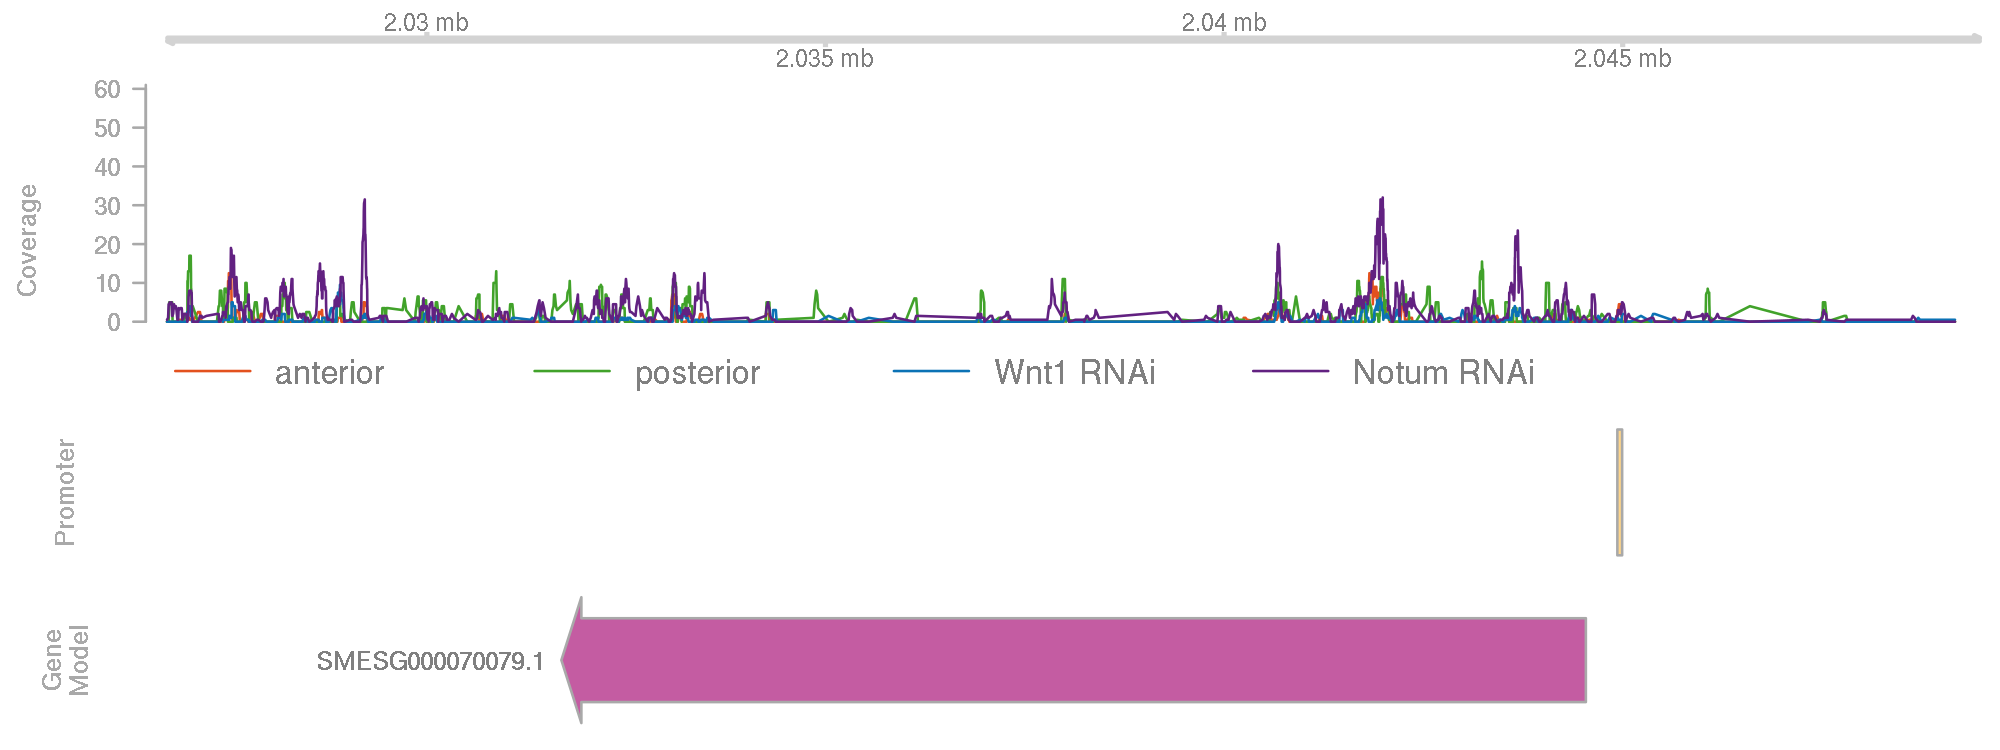 2.03 mb
2.04 mb
2.035 mb
2.045 mb
60
50
40
30
20
10
0
Coverage
anterior
posterior
Wnt1 RNAi
Notum RNAi
Promoter
Gene
Model
SMESG000070079.1